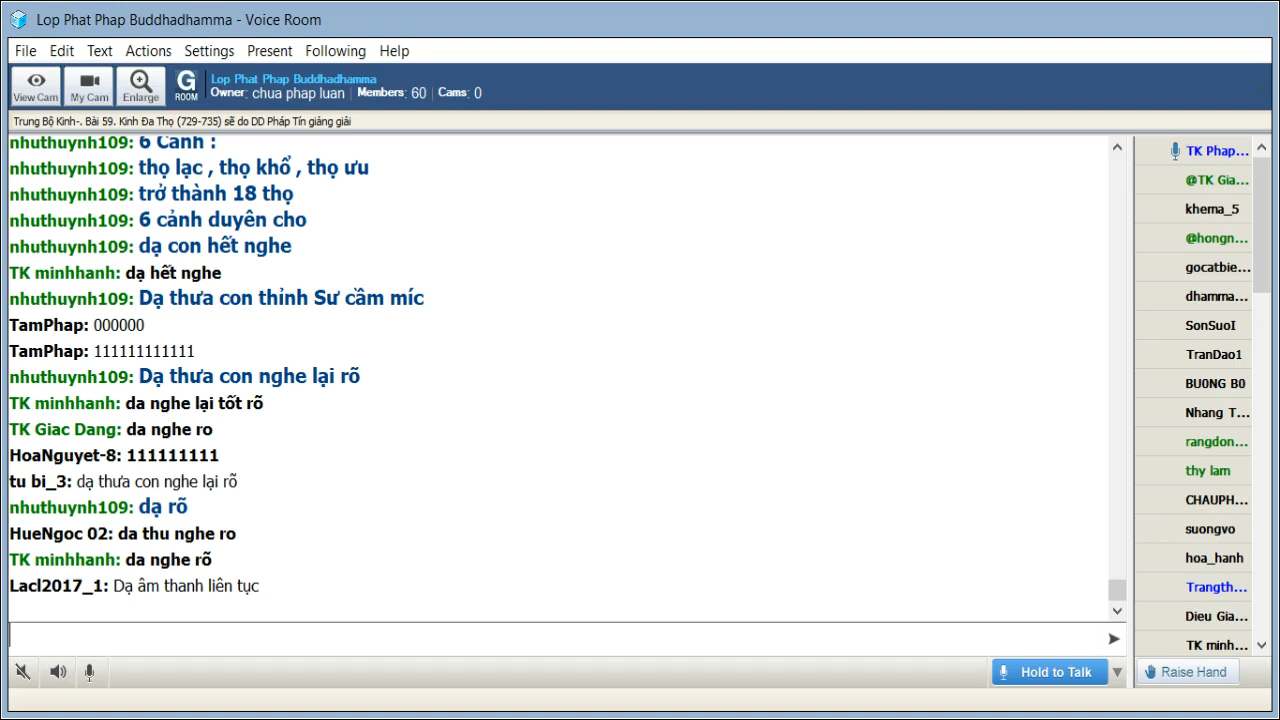 Lop Phat Phap Buddhadhamma - Voice Room
File Edit Text Actions Settings Present Following Help
View Cam My Cam Enlarge G ROOM
Lop Phat Phap Buddhadhamma
Owner: chua phap luan Members: 60 Cams: 0
Trung Bộ Kinh-. Bài 59. Kinh Đa Thọ (729-735) sẽ do DD Pháp Tín giảng giải
nhuthuynh109: 6 Cảnh :
nhuthuynh109: thọ lạc , thọ khổ , thọ ưu
nhuthuynh109: trở thành 18 thọ
nhuthuynh109: 6 cảnh duyên cho
nhuthuynh109: dạ con hết nghe
TK minhhanh: dạ hết nghe
nhuthuynh109: Dạ thưa con thỉnh Sư cầm míc
TamPhap: 000000
TamPhap: 111111111111
nhuthuynh109: Dạ thưa con nghe lại rõ
TK minhhanh: da nghe lại tốt rõ
TK Giac Dang: da nghe ro
HoaNguyet-8: 111111111
tu bi_3: dạ thưa con nghe lại rõ
nhuthuynh109: dạ rõ
HueNgoc 02: da thu nghe ro
TK minhhanh: da nghe rõ
Lacl2017_1: Dạ âm thanh liên tục
TK Phap...
@TK Gia...
khema_5
@hongn...
gocatbie...
dhamma...
SonSuoI
TranDao1
BU0NG B0
Nhang T...
rangdon...
thy lam
CHAUPH...
suongvo
hoa_hanh
Trangth...
Dieu Gia...
TK minh...
Hold to Talk
Raise Hand